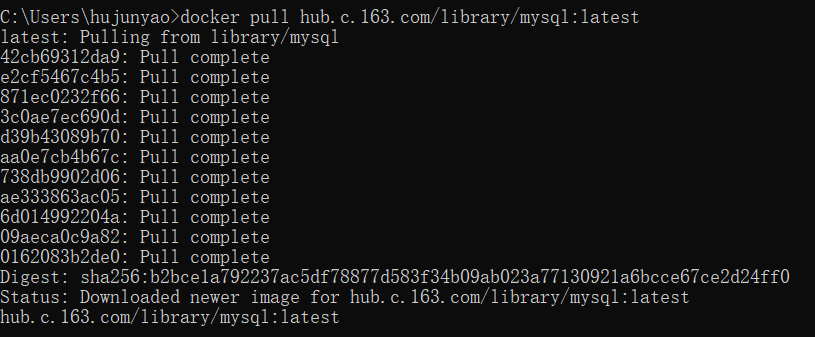 C:\Users\hujunyao>docker pull hub.c.163.com/library/mysql:latest
latest: Pulling from library/mysql
42cb69312da9: Pull complete
e2cf5467c4b5: Pull complete
871ec0232f66: Pull complete
3c0ae7ec690d: Pull complete
d39b43089b70: Pull complete
aa0e7cb4b67c: Pull complete
738db9902d06: Pull complete
ae333863ac05: Pull complete
6d014992204a: Pull complete
09aeca0c9a82: Pull complete
0162083b2de0: Pull complete
Digest: sha256:b2bce1a792237ac5df78877d583f34b09ab023a77130921a6bcce67ce2d24ff0
Status: Downloaded newer image for hub.c.163.com/library/mysql:latest
hub.c.163.com/library/mysql:latest